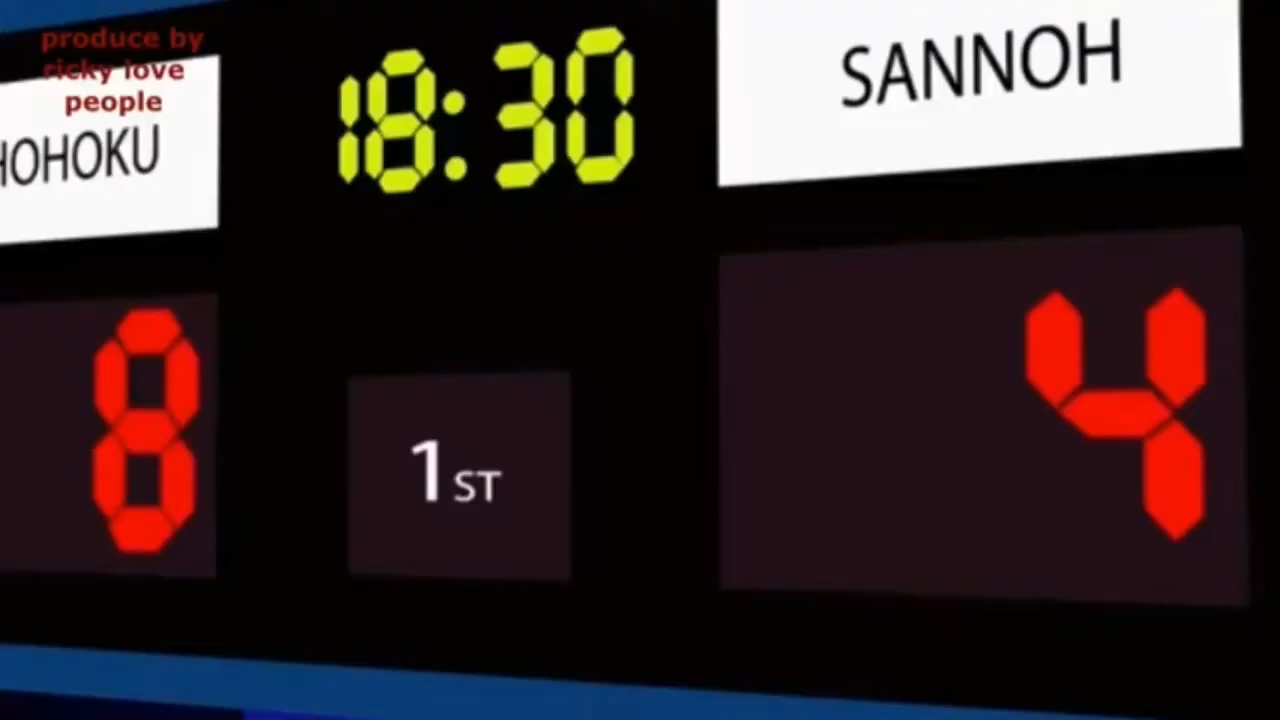 produce by
ricky love
people
HOHOKU
18:30
SANNOH
8
1ST
4